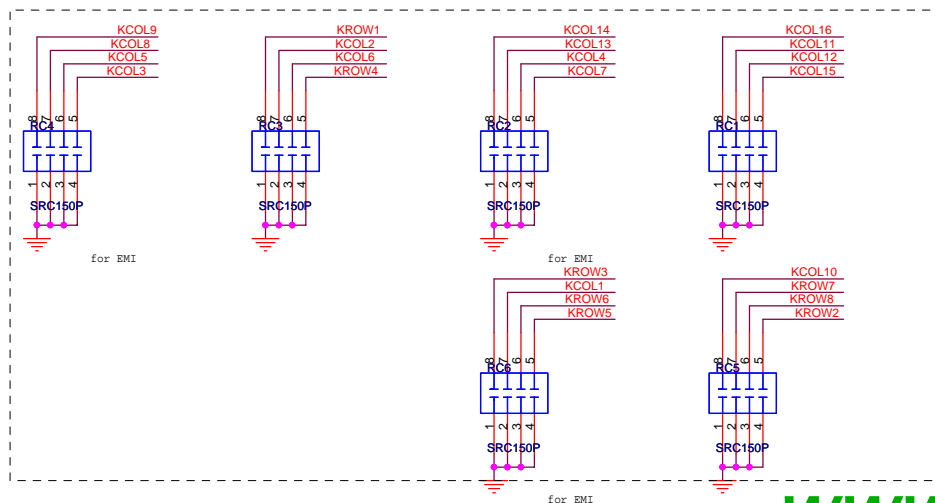 KCOL9
KCOL8
KCOL5
KCOL3
8 7 6 5
RC4
1 2 3 4
SRC150P
for EMI
KROW1
KCOL2
KCOL6
KROW4
8 7 6 5
RC3
1 2 3 4
SRC150P
KCOL14
KCOL13
KCOL4
KCOL7
8 7 6 5
RC2
1 2 3 4
SRC150P
for EMI
KCOL16
KCOL11
KCOL12
KCOL15
8 7 6 5
RC1
1 2 3 4
SRC150P
KROW3
KCOL1
KROW6
KROW5
8 7 6 5
RC6
1 2 3 4
SRC150P
for EMI
KCOL10
KROW7
KROW8
KROW2
8 7 6 5
RC5
1 2 3 4
SRC150P